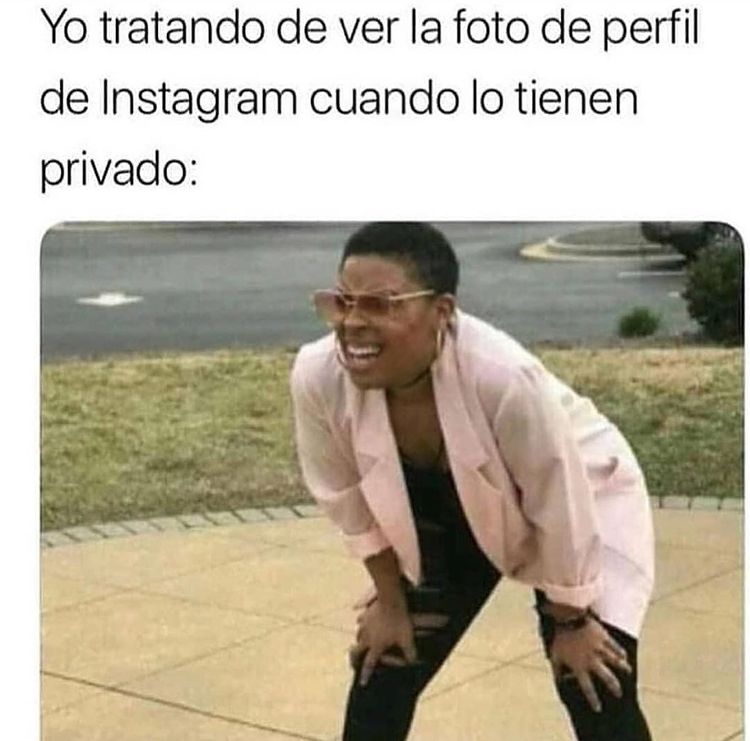 Yo tratando de ver la foto de perfil
de Instagram cuando lo tienen
privado: